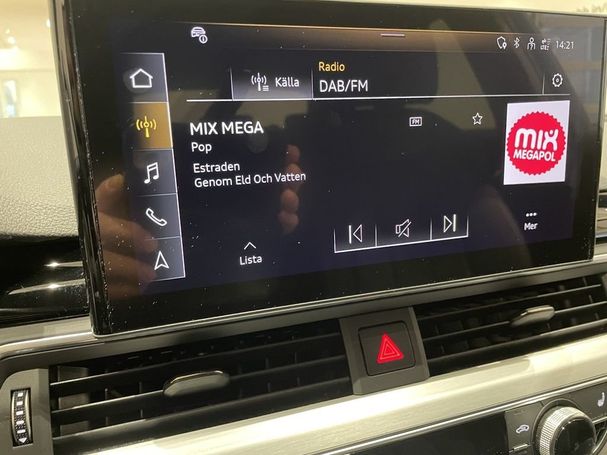 14:21
Radio
Källa
DAB/FM
MIX MEGA
FM
Pop
Estraden
Genom Eld Och Vatten
mix
MEGAPOL
Lista
Mer